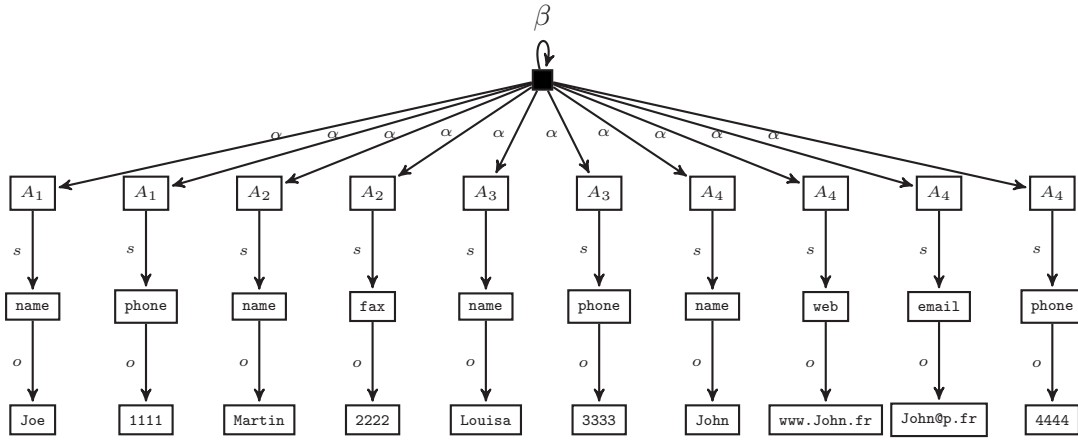 β
α α α α α α α α α α
A1 A1 A2 A2 A3 A3 A4 A4 A4 A4
s s s s s s s s s s
name phone name fax name phone name web email phone
o o o o o o o o o o
Joe 1111 Martin 2222 Louisa 3333 John www.John.fr John@p.fr 4444